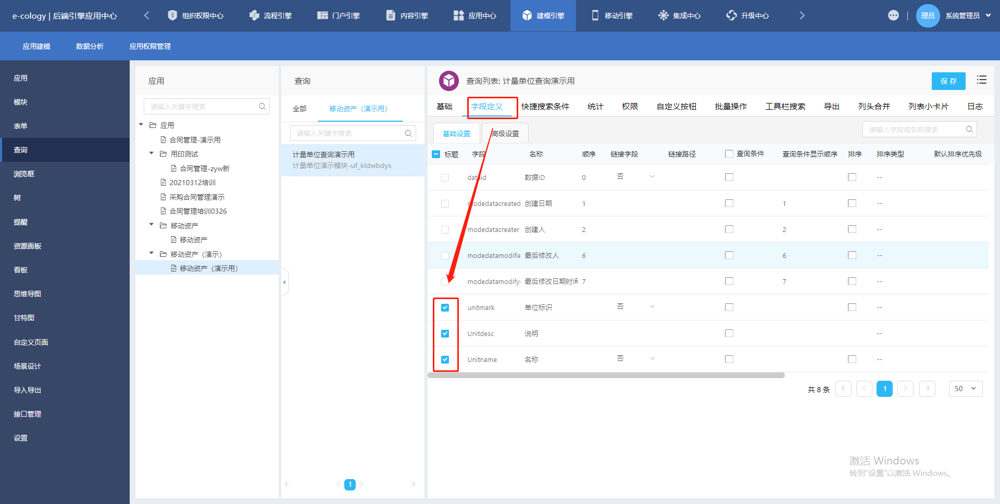 e-cology | 后端引擎应用中心
组织权限中心
流程引擎
门户引擎
内容引擎
应用中心
建模引擎
移动引擎
集成中心
升级中心
理员
系统管理员
应用建模
数据分析
应用权限管理
应用
模块
表单
查询
浏览框
树
提醒
资源面板
看板
思维导图
甘特图
自定义页面
场景设计
导入导出
接口管理
设置
应用
请输入关键字搜索
应用
合同管理-演示用
用印测试
合同管理-zyw新
20210312培训
采购合同管理演示
合同管理培训0326
移动资产
移动资产
移动资产（演示）
移动资产（演示用）
查询
全部
移动资产（演示用）
请输入关键字搜索
计量单位查询演示用
计量单位演示模块-uf_kldwbdys
1
查询列表: 计量单位查询演示用
保 存
基础
字段定义
快捷搜索条件
统计
权限
自定义按钮
批量操作
工具栏搜索
导出
列头合并
列表小卡片
日志
基础设置
高级设置
请输入字段或名称搜索
标题 字段 名称 顺序 链接字段 链接路径 查询条件 查询条件显示顺序 排序 排序类型 默认排序优先级
dataid 数据ID 0 否 --
modedatacreated 创建日期 1 1 --
modedatacreater 创建人 2 2 --
modedatamodifie 最后修改人 6 6 --
modedatamodify 最后修改日期时间 7 7 --
unitmark 单位标识 否 --
Unitdesc 说明 --
Unitname 名称 否 --
共 8 条
1
50
激活 Windows
转到"设置"以激活 Windows。